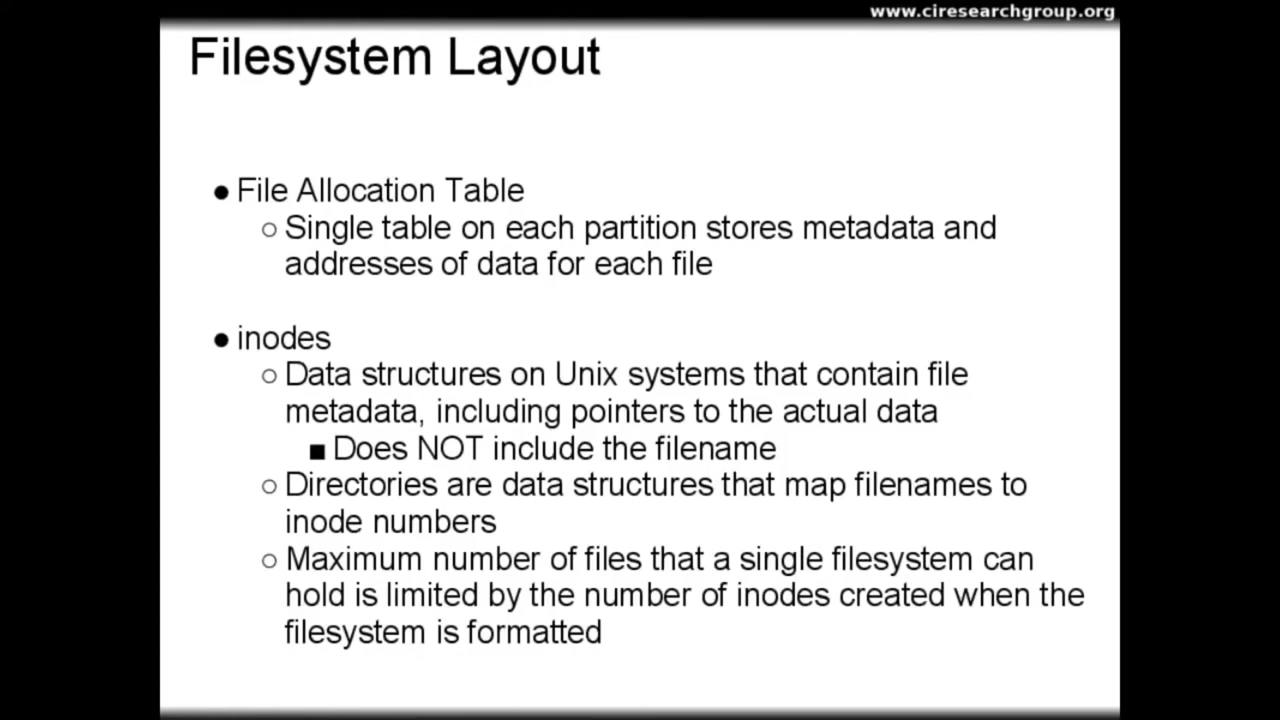 www.ciresearchgroup.org
Filesystem Layout
● File Allocation Table
○ Single table on each partition stores metadata and
addresses of data for each file
● inodes
○ Data structures on Unix systems that contain file
metadata, including pointers to the actual data
■ Does NOT include the filename
○ Directories are data structures that map filenames to
inode numbers
○ Maximum number of files that a single filesystem can
hold is limited by the number of inodes created when the
filesystem is formatted